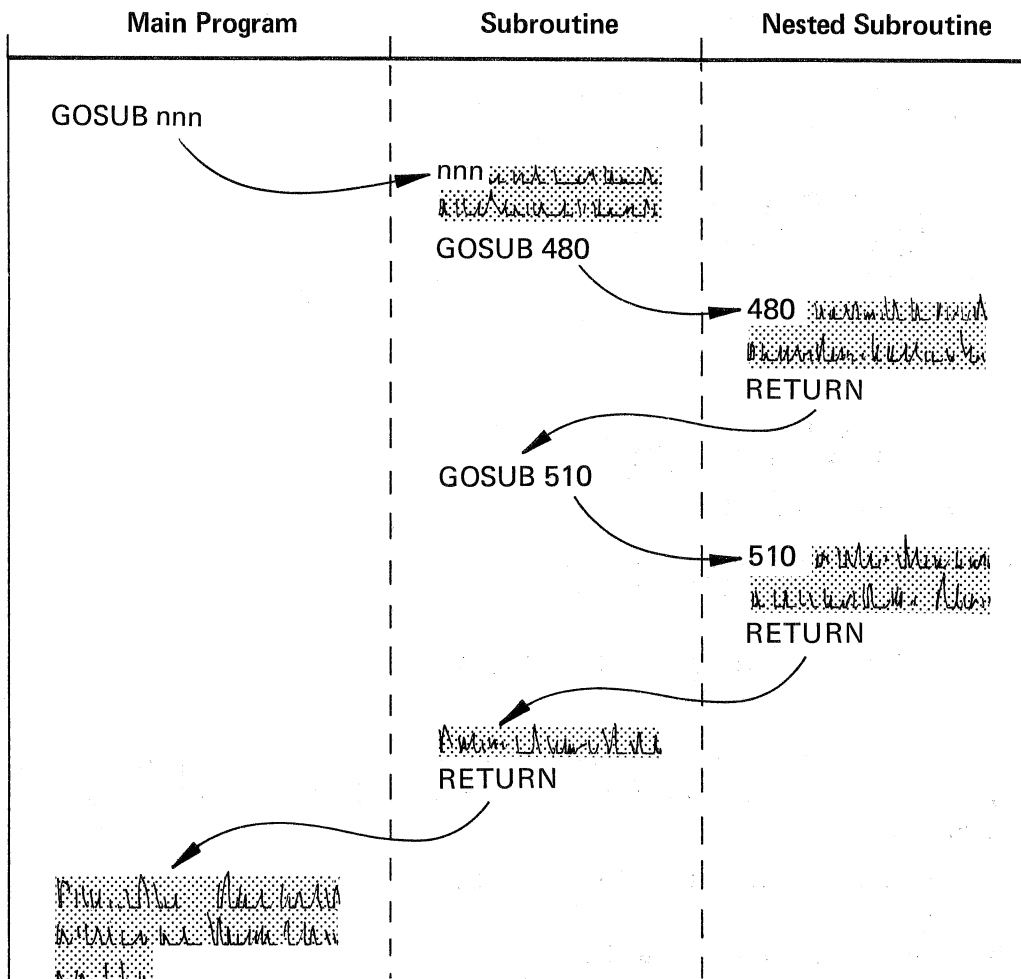 Main Program Subroutine Nested Subroutine
GOSUB nnn
nnn
GOSUB 480
480
RETURN
GOSUB 510
510
RETURN
RETURN